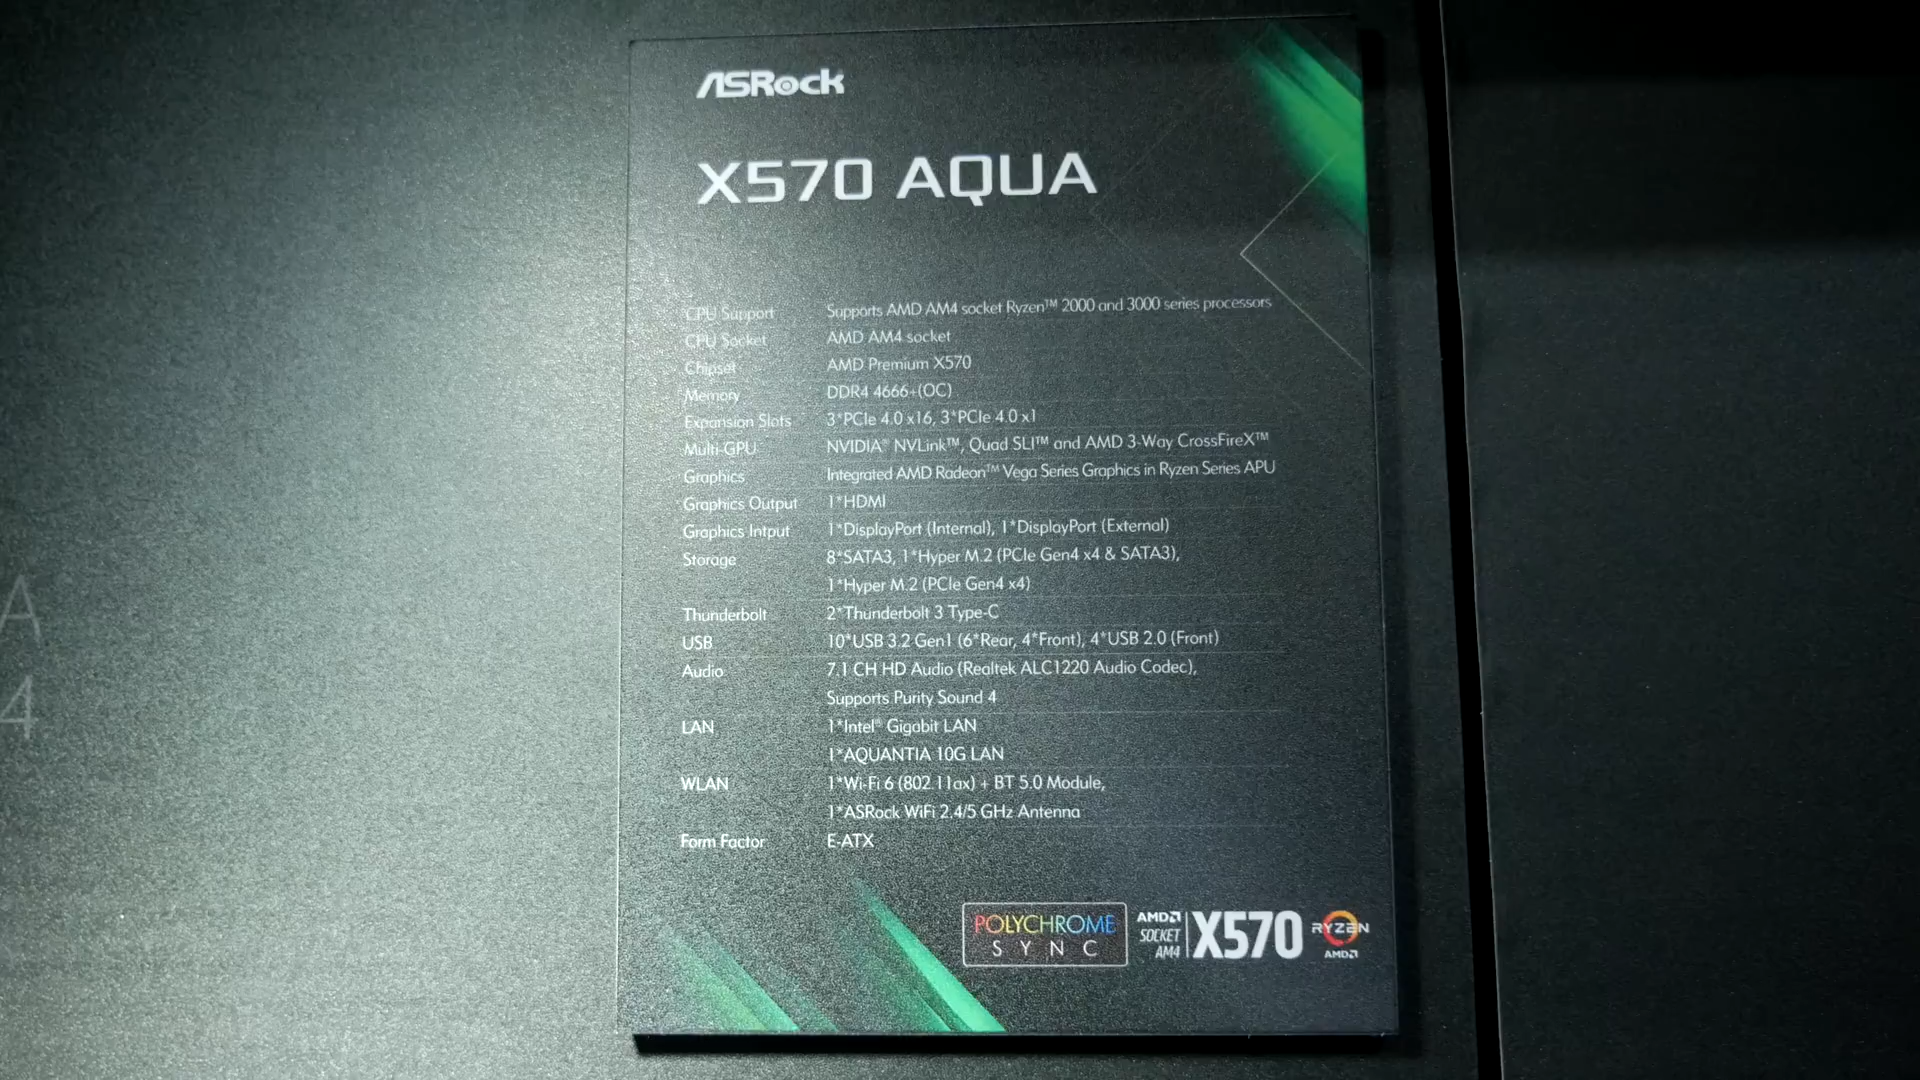 ASRock
X570 AQUA
CPU Support Supports AMD AM4 socket Ryzen™ 2000 and 3000 series processors
CPU Socket AMD AM4 socket
Chipset AMD Premium X570
Memory DDR4 4666+(OC)
Expansion Slots 3*PCIe 4.0 x16, 3*PCIe 4.0 x1
Multi-GPU NVIDIA® NVLink™, Quad SLI™ and AMD 3-Way CrossFireX™
Graphics Integrated AMD Radeon™ Vega Series Graphics in Ryzen Series APU
Graphics Output 1*HDMI
Graphics Intput 1*DisplayPort (Internal), 1*DisplayPort (External)
Storage 8*SATA3, 1*Hyper M.2 (PCIe Gen4 x4 & SATA3),
1*Hyper M.2 (PCIe Gen4 x4)
Thunderbolt 2*Thunderbolt 3 Type-C
USB 10*USB 3.2 Gen1 (6*Rear, 4*Front), 4*USB 2.0 (Front)
Audio 7.1 CH HD Audio (Realtek ALC1220 Audio Codec),
Supports Purity Sound 4
LAN 1*Intel® Gigabit LAN
1*AQUANTIA 10G LAN
WLAN 1*Wi-Fi 6 (802.11ax) + BT 5.0 Module,
1*ASRock WiFi 2.4/5 GHz Antenna
Form Factor E-ATX
POLYCHROME
SYNC
AMD
SOCKET
AM4
X570
RYZEN
AMD
A
4